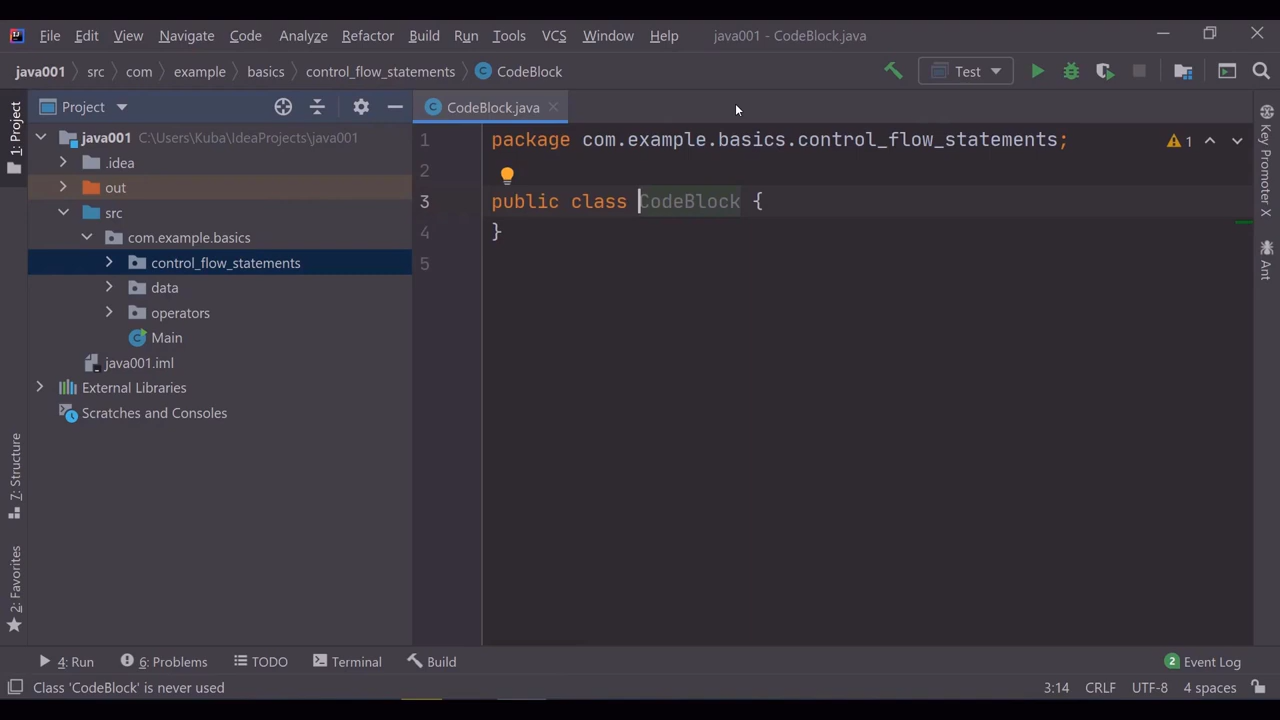 File Edit View Navigate Code Analyze Refactor Build Run Tools VCS Window Help java001 - CodeBlock.java
java001 src com example basics control_flow_statements CodeBlock Test
1: Project
Project
CodeBlock.java
java001 C:\Users\Kuba\IdeaProjects\java001
.idea
out
src
com.example.basics
control_flow_statements
data
operators
Main
java001.iml
External Libraries
Scratches and Consoles
1 package com.example.basics.control_flow_statements;
2
3 public class CodeBlock {
4 }
5
1
Key Promoter X
Ant
7: Structure
2: Favorites
4: Run 6: Problems TODO Terminal Build 2 Event Log
Class 'CodeBlock' is never used 3:14 CRLF UTF-8 4 spaces